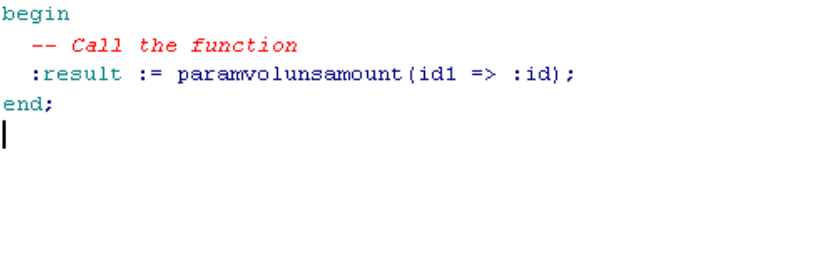 begin
-- Call the function
:result := paramvolunsamount(id1 => :id);
end;